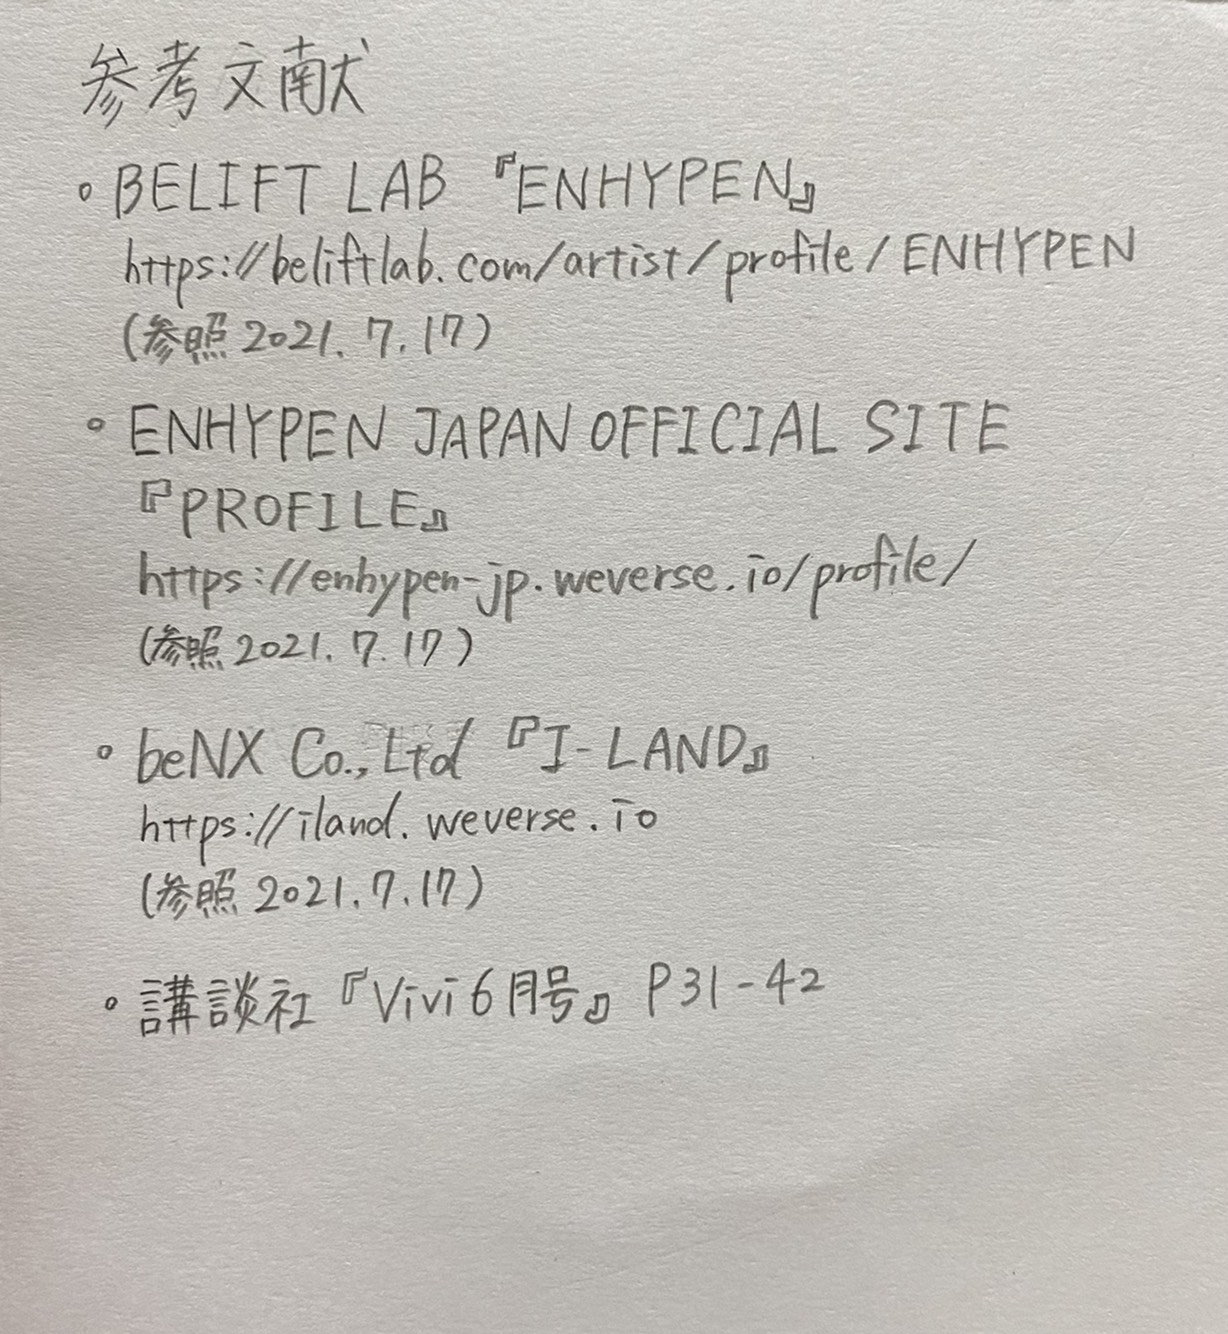 参考文献
○ BELIFT LAB 『ENHYPEN』
https://beliftlab.com/artist/profile/ENHYPEN
(参照 2021.7.17)
○ ENHYPEN JAPAN OFFICIAL SITE
『PROFILE』
https://enhypen-jp.weverse.io/profile/
(参照 2021.7.17)
○ beNX Co.,Ltd 『I-LAND』
https://iland.weverse.io
(参照 2021.7.17)
○ 講談社『ViVi 6月号』 P31-42